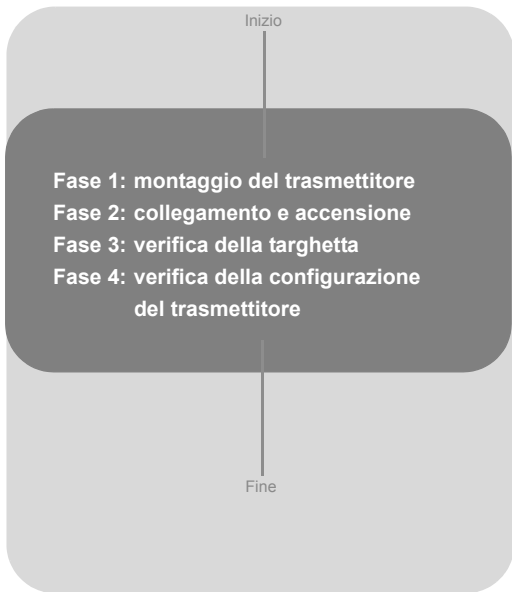 Inizio
Fase 1: montaggio del trasmettitore
Fase 2: collegamento e accensione
Fase 3: verifica della targhetta
Fase 4: verifica della configurazione
del trasmettitore
Fine